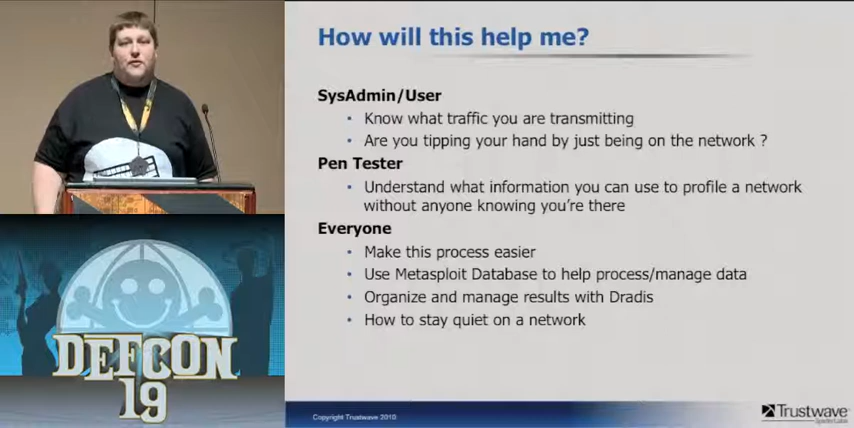 How will this help me?
SysAdmin/User
• Know what traffic you are transmitting
• Are you tipping your hand by just being on the network ?
Pen Tester
• Understand what information you can use to profile a network
without anyone knowing you're there
Everyone
• Make this process easier
• Use Metasploit Database to help process/manage data
• Organize and manage results with Dradis
• How to stay quiet on a network
DEFCON
19
Copyright Trustwave 2010
Trustwave
SpiderLabs